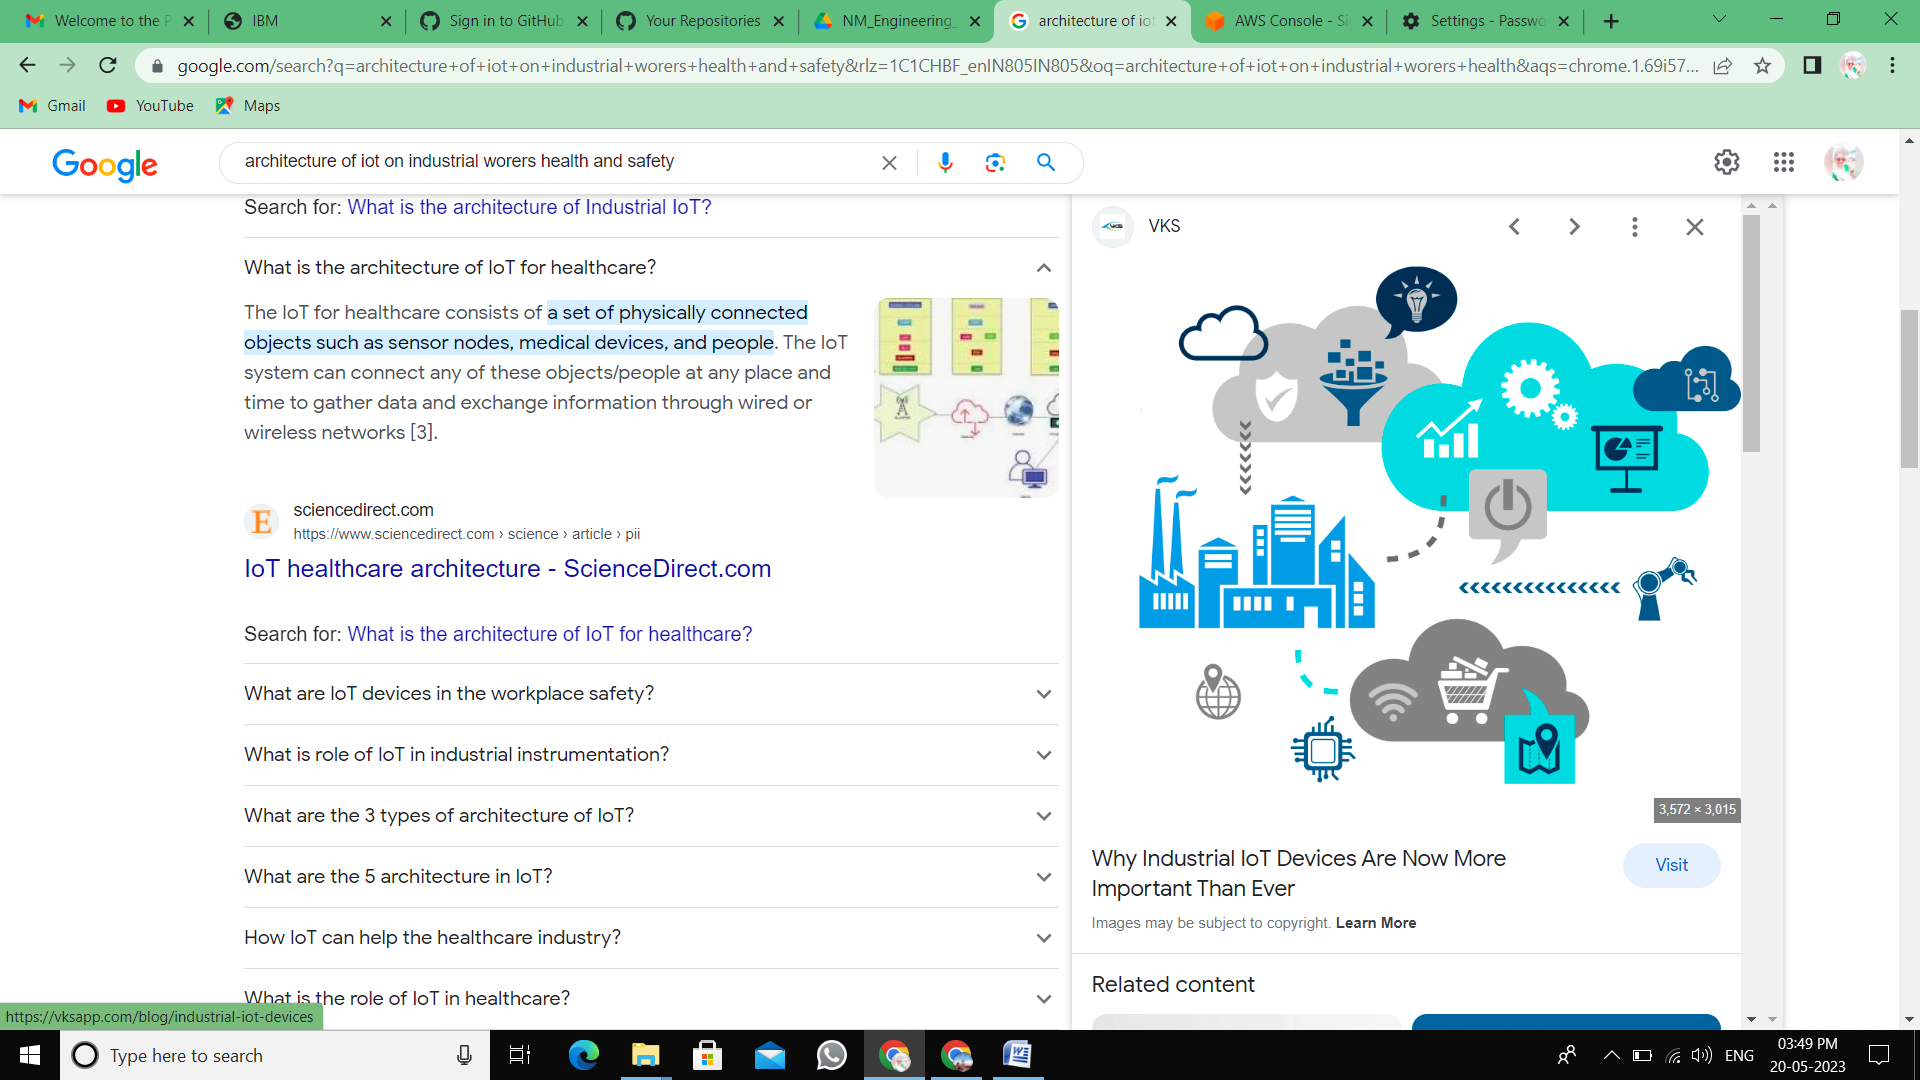 Welcome to the P
IBM
Sign in to GitHub
Your Repositories
NM_Engineering_
architecture of iot
AWS Console - Si
Settings - Passwo
google.com/search?q=architecture+of+iot+on+industrial+worers+health+and+safety&rlz=1C1CHBF_enIN805IN805&oq=architecture+of+iot+on+industrial+worers+health&aqs=chrome.1.69i57...
Gmail
YouTube
Maps
Google
architecture of iot on industrial worers health and safety
Search for: What is the architecture of Industrial IoT?
What is the architecture of IoT for healthcare?
The IoT for healthcare consists of a set of physically connected
objects such as sensor nodes, medical devices, and people. The IoT
system can connect any of these objects/people at any place and
time to gather data and exchange information through wired or
wireless networks [3].
E
sciencedirect.com
https://www.sciencedirect.com › science › article › pii
IoT healthcare architecture - ScienceDirect.com
Search for: What is the architecture of IoT for healthcare?
What are IoT devices in the workplace safety?
What is role of IoT in industrial instrumentation?
What are the 3 types of architecture of IoT?
What are the 5 architecture in IoT?
How IoT can help the healthcare industry?
What is the role of IoT in healthcare?
https://vksapp.com/blog/industrial-iot-devices
VKS
VKS
3,572 × 3,015
Why Industrial IoT Devices Are Now More
Important Than Ever
Visit
Images may be subject to copyright. Learn More
Related content
Type here to search
ENG
03:49 PM
20-05-2023